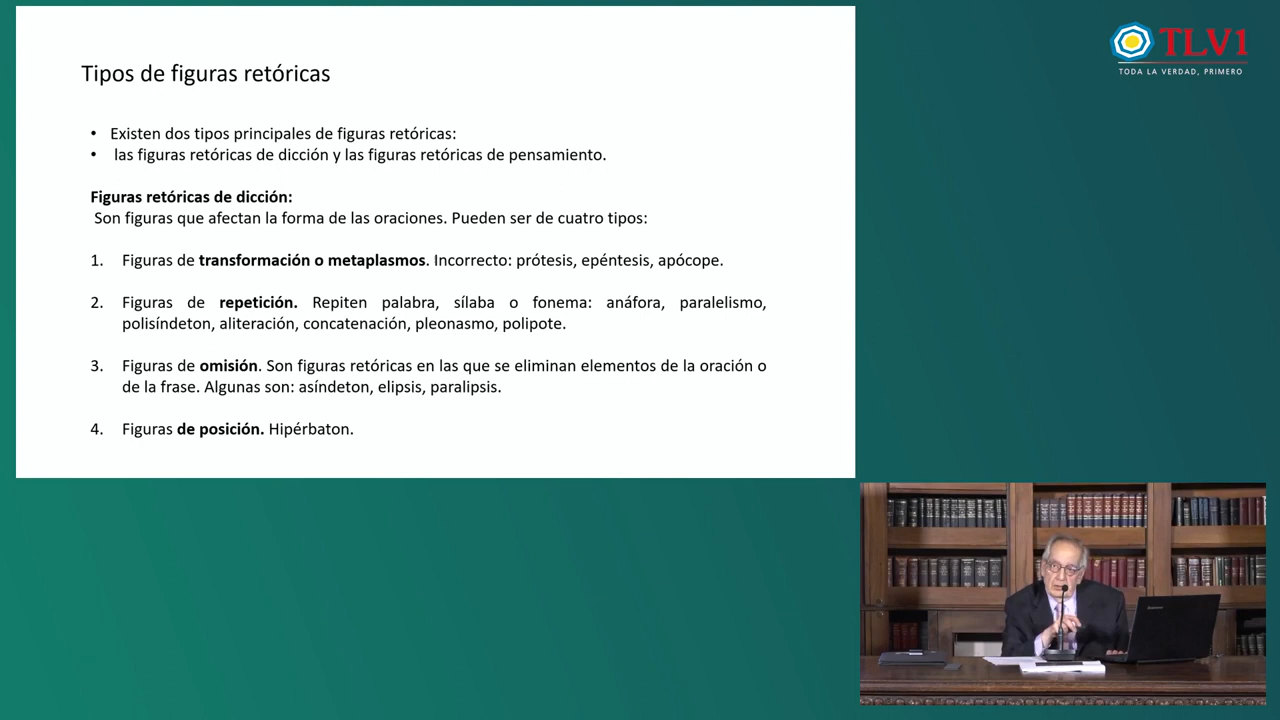 Tipos de figuras retóricas
• Existen dos tipos principales de figuras retóricas:
• las figuras retóricas de dicción y las figuras retóricas de pensamiento.
Figuras retóricas de dicción:
Son figuras que afectan la forma de las oraciones. Pueden ser de cuatro tipos:
1. Figuras de transformación o metaplasmos. Incorrecto: prótesis, epéntesis, apócope.
2. Figuras de repetición. Repiten palabra, sílaba o fonema: anáfora, paralelismo,
polisíndeton, aliteración, concatenación, pleonasmo, polipote.
3. Figuras de omisión. Son figuras retóricas en las que se eliminan elementos de la oración o
de la frase. Algunas son: asíndeton, elipsis, paralipsis.
4. Figuras de posición. Hipérbaton.
TLV1
TODA LA VERDAD, PRIMERO